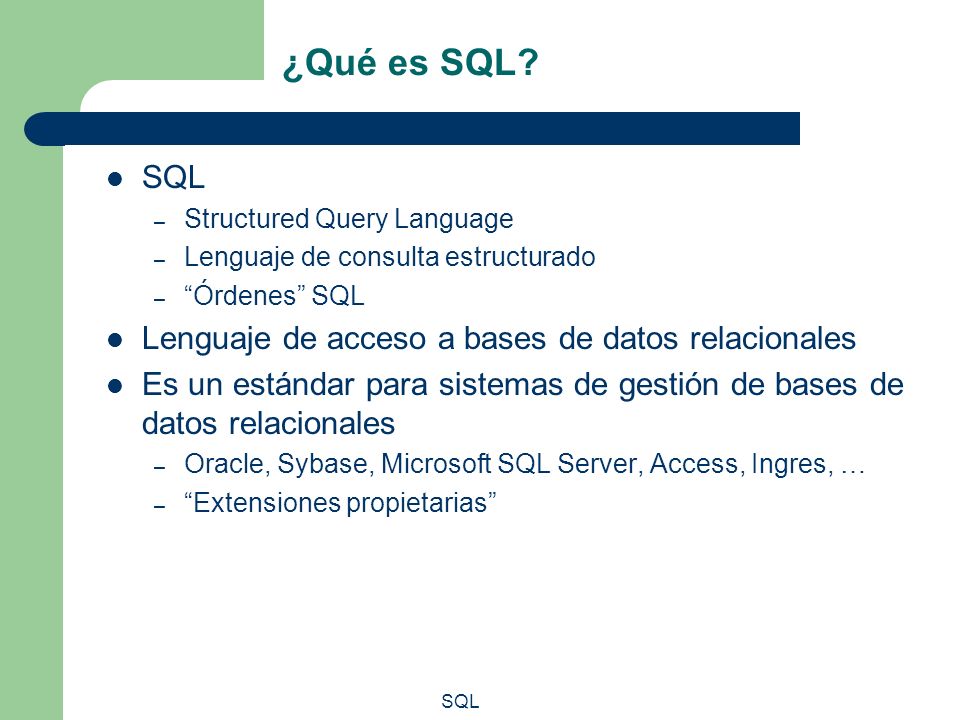 ¿Qué es SQL?
SQL
– Structured Query Language
– Lenguaje de consulta estructurado
– “Órdenes” SQL
Lenguaje de acceso a bases de datos relacionales
Es un estándar para sistemas de gestión de bases de
datos relacionales
– Oracle, Sybase, Microsoft SQL Server, Access, Ingres, …
– “Extensiones propietarias”
SQL